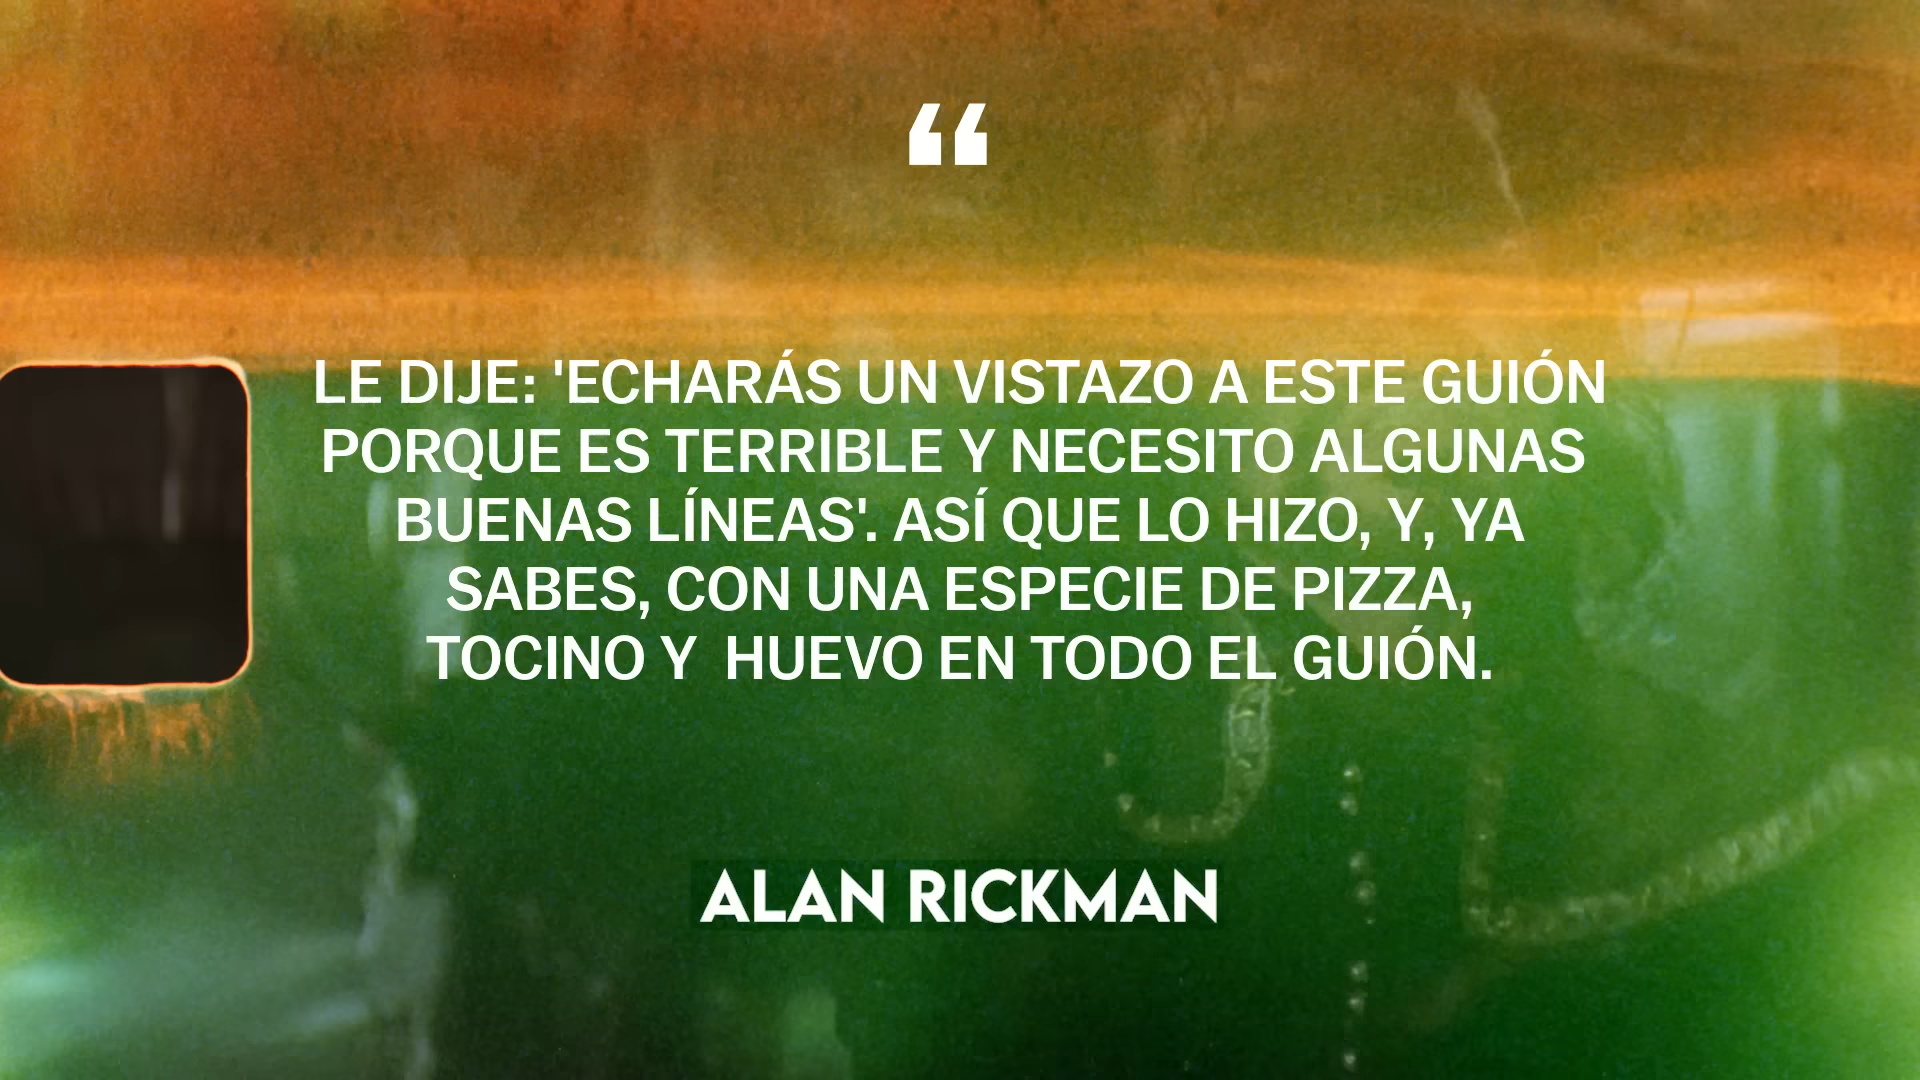 “
LE DIJE: 'ECHARÁS UN VISTAZO A ESTE GUIÓN
PORQUE ES TERRIBLE Y NECESITO ALGUNAS
BUENAS LÍNEAS'. ASÍ QUE LO HIZO, Y, YA
SABES, CON UNA ESPECIE DE PIZZA,
TOCINO Y  HUEVO EN TODO EL GUIÓN.
ALAN RICKMAN